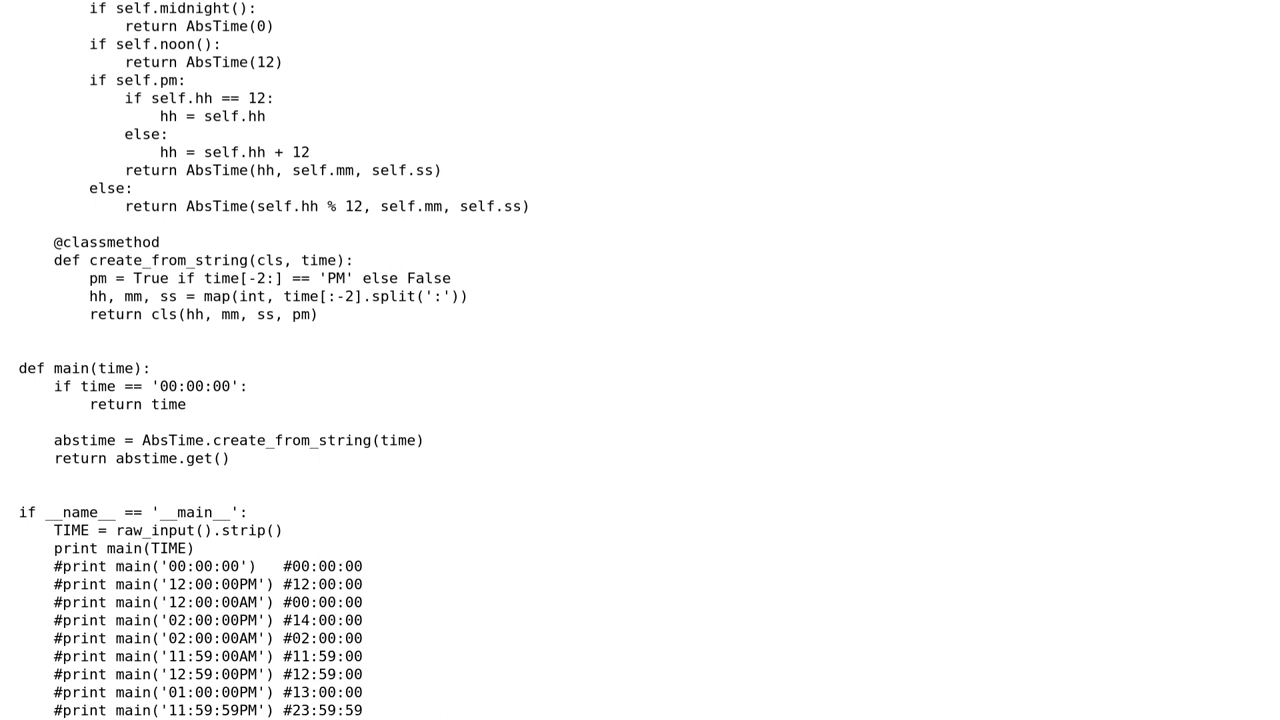 if self.midnight():
            return AbsTime(0)
        if self.noon():
            return AbsTime(12)
        if self.pm:
            if self.hh == 12:
                hh = self.hh
            else:
                hh = self.hh + 12
            return AbsTime(hh, self.mm, self.ss)
        else:
            return AbsTime(self.hh % 12, self.mm, self.ss)

    @classmethod
    def create_from_string(cls, time):
        pm = True if time[-2:] == 'PM' else False
        hh, mm, ss = map(int, time[:-2].split(':'))
        return cls(hh, mm, ss, pm)


def main(time):
    if time == '00:00:00':
        return time

    abstime = AbsTime.create_from_string(time)
    return abstime.get()


if __name__ == '__main__':
    TIME = raw_input().strip()
    print main(TIME)
    #print main('00:00:00')   #00:00:00
    #print main('12:00:00PM') #12:00:00
    #print main('12:00:00AM') #00:00:00
    #print main('02:00:00PM') #14:00:00
    #print main('02:00:00AM') #02:00:00
    #print main('11:59:00AM') #11:59:00
    #print main('12:59:00PM') #12:59:00
    #print main('01:00:00PM') #13:00:00
    #print main('11:59:59PM') #23:59:59